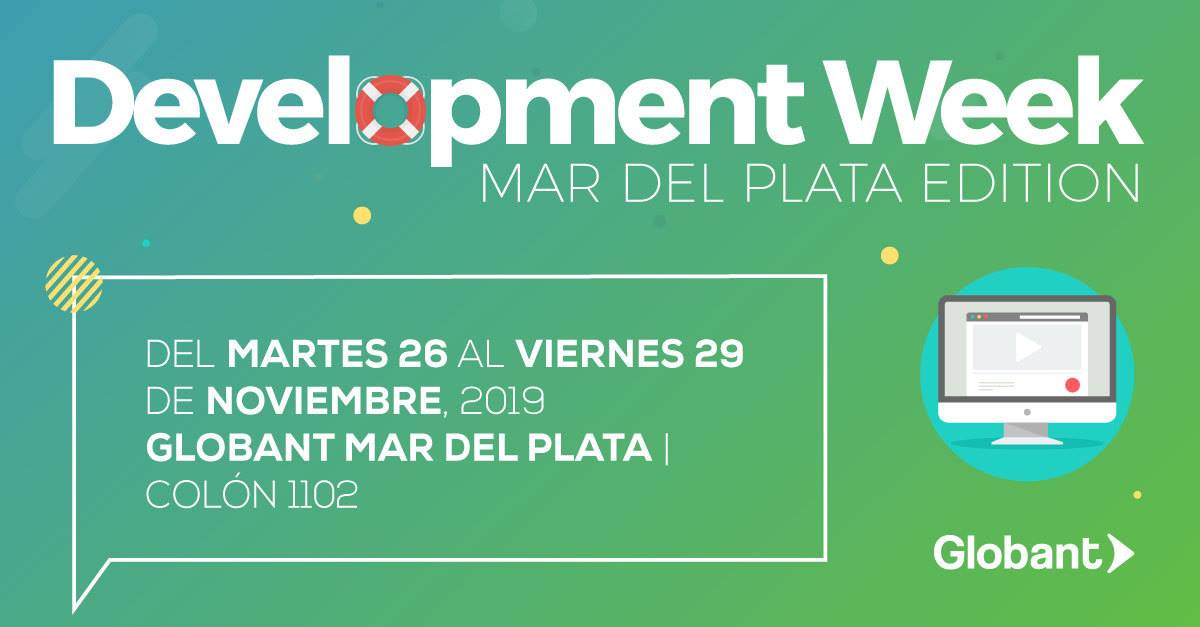 Development Week
MAR DEL PLATA EDITION
DEL MARTES 26 AL VIERNES 29
DE NOVIEMBRE, 2019
GLOBANT MAR DEL PLATA |
COLÓN 1102
Globant